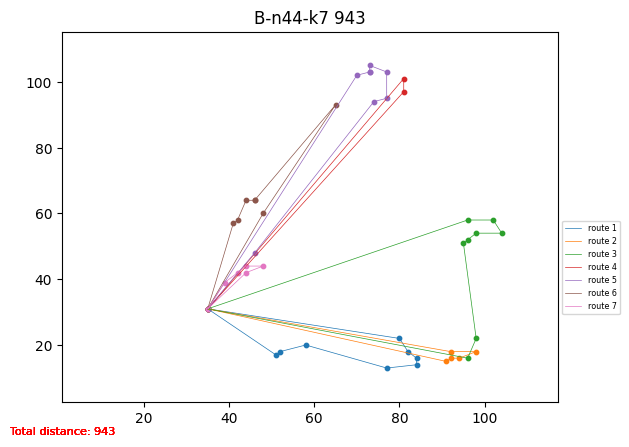 B-n44-k7 943
100
80
60
40
20
20 40 60 80 100
route 1
route 2
route 3
route 4
route 5
route 6
route 7
Total distance: 943